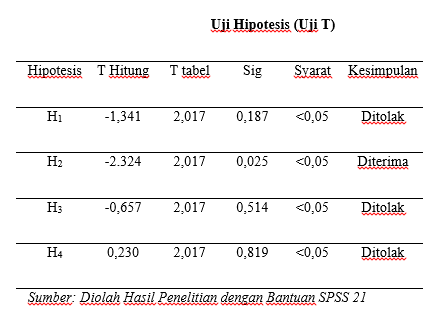 Uji Hipotesis (Uji T)
Hipotesis T Hitung T tabel Sig Syarat Kesimpulan
H1 -1,341 2,017 0,187 <0,05 Ditolak
H2 -2.324 2,017 0,025 <0,05 Diterima
H3 -0,657 2,017 0,514 <0,05 Ditolak
H4 0,230 2,017 0,819 <0,05 Ditolak
Sumber: Diolah Hasil Penelitian dengan Bantuan SPSS 21